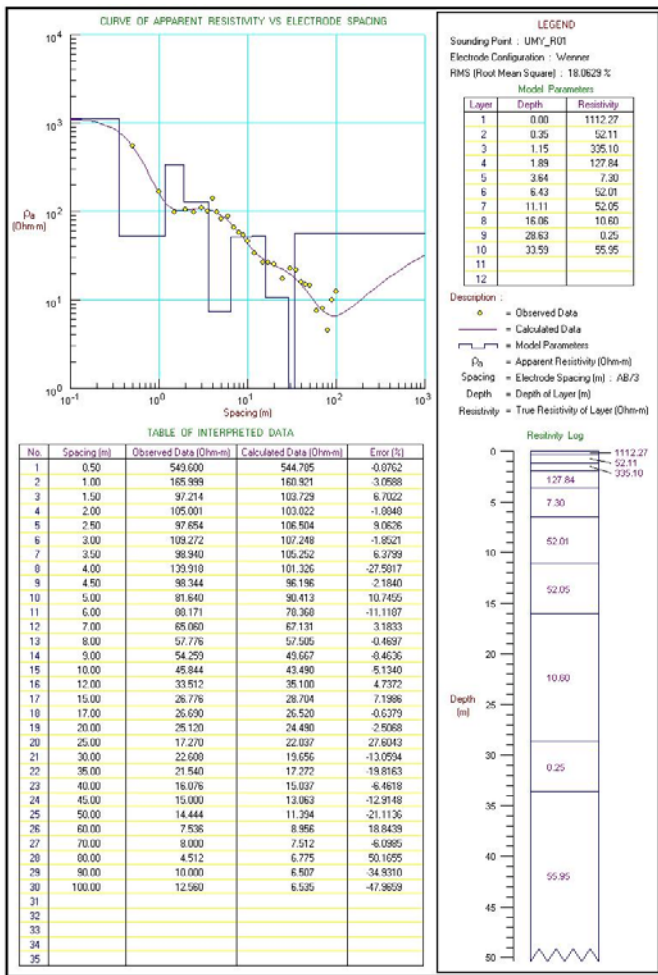 CURVE OF APPARENT RESISTIVITY VS ELECTRODE SPACING
10⁴
10³
10²
10¹
10⁰
ρa
(Ohm-m)
10⁻¹ 10⁰ 10¹ 10² 10³
Spacing (m)
TABLE OF INTERPRETED DATA
No. Spacing (m) Observed Data (Ohm-m) Calculated Data (Ohm-m) Error (%)
1 0.50 549.600 544.785 -0.8762
2 1.00 165.999 160.921 -3.0588
3 1.50 97.214 103.729 6.7022
4 2.00 105.001 103.022 -1.8848
5 2.50 97.654 106.504 9.0626
6 3.00 109.272 107.248 -1.8521
7 3.50 98.940 105.252 6.3799
8 4.00 139.918 101.326 -27.5817
9 4.50 98.344 96.196 -2.1840
10 5.00 81.640 90.413 10.7455
11 6.00 88.171 78.368 -11.1187
12 7.00 65.060 67.131 3.1833
13 8.00 57.776 57.505 -0.4697
14 9.00 54.259 49.667 -8.4636
15 10.00 45.844 43.490 -5.1340
16 12.00 33.512 35.100 4.7372
17 15.00 26.776 28.704 7.1986
18 17.00 26.690 26.520 -0.6379
19 20.00 25.120 24.490 -2.5068
20 25.00 17.270 22.037 27.6043
21 30.00 22.608 19.656 -13.0594
22 35.00 21.540 17.272 -19.8163
23 40.00 16.076 15.037 -6.4618
24 45.00 15.000 13.063 -12.9148
25 50.00 14.444 11.394 -21.1136
26 60.00 7.536 8.956 18.8439
27 70.00 8.000 7.512 -6.0985
28 80.00 4.512 6.775 50.1655
29 90.00 10.000 6.507 -34.9310
30 100.00 12.560 6.535 -47.9659
31
32
33
34
35
LEGEND
Sounding Point : UMY_R01
Electrode Configuration : Wenner
RMS (Root Mean Square) : 18.0629 %
Model Parameters
Layer Depth Resistivity
1 0.00 1112.27
2 0.35 52.11
3 1.15 335.10
4 1.89 127.84
5 3.64 7.30
6 6.43 52.01
7 11.11 52.05
8 16.06 10.60
9 28.63 0.25
10 33.59 55.95
11
12
Description :
= Observed Data
= Calculated Data
= Model Parameters
ρa = Apparent Resistivity (Ohm-m)
Spacing = Electrode Spacing (m) : AB/3
Depth = Depth of Layer (m)
Resistivity = True Resistivity of Layer (Ohm-m)
Resitivity Log
0
5
10
15
20
25
30
35
40
45
50
Depth
(m)
1112.27
52.11
335.10
127.84
7.30
52.01
52.05
10.60
0.25
55.95